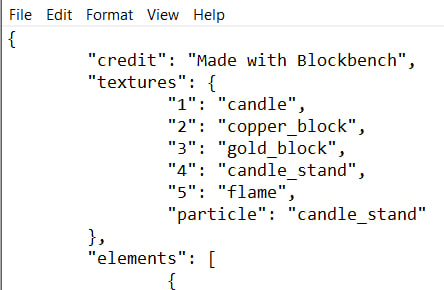 File Edit Format View Help
{
"credit": "Made with Blockbench",
"textures": {
"1": "candle",
"2": "copper_block",
"3": "gold_block",
"4": "candle_stand",
"5": "flame",
"particle": "candle_stand"
},
"elements": [
{